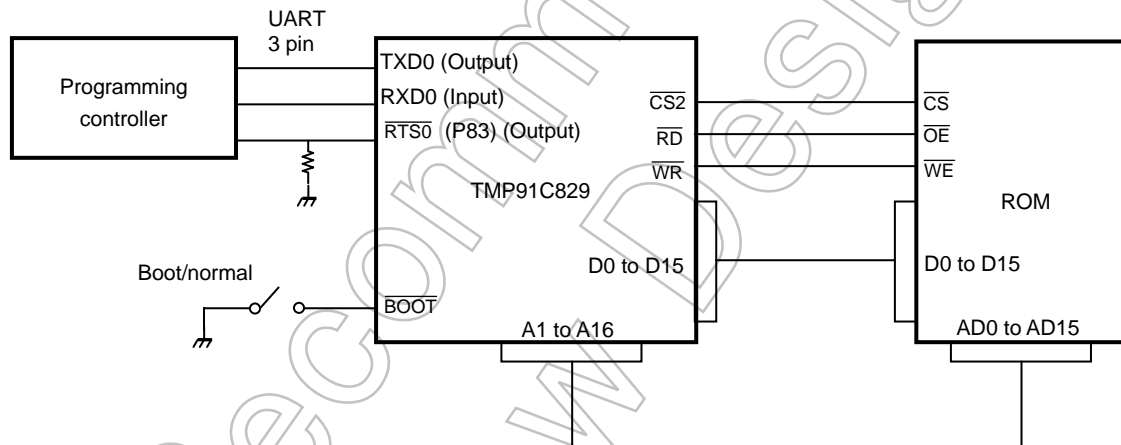 UART
3 pin
Programming
controller
TXD0 (Output)
RXD0 (Input)
RTS0 (P83) (Output)
TMP91C829
CS2
RD
WR
D0 to D15
BOOT
A1 to A16
Boot/normal
CS
OE
WE
ROM
D0 to D15
AD0 to AD15